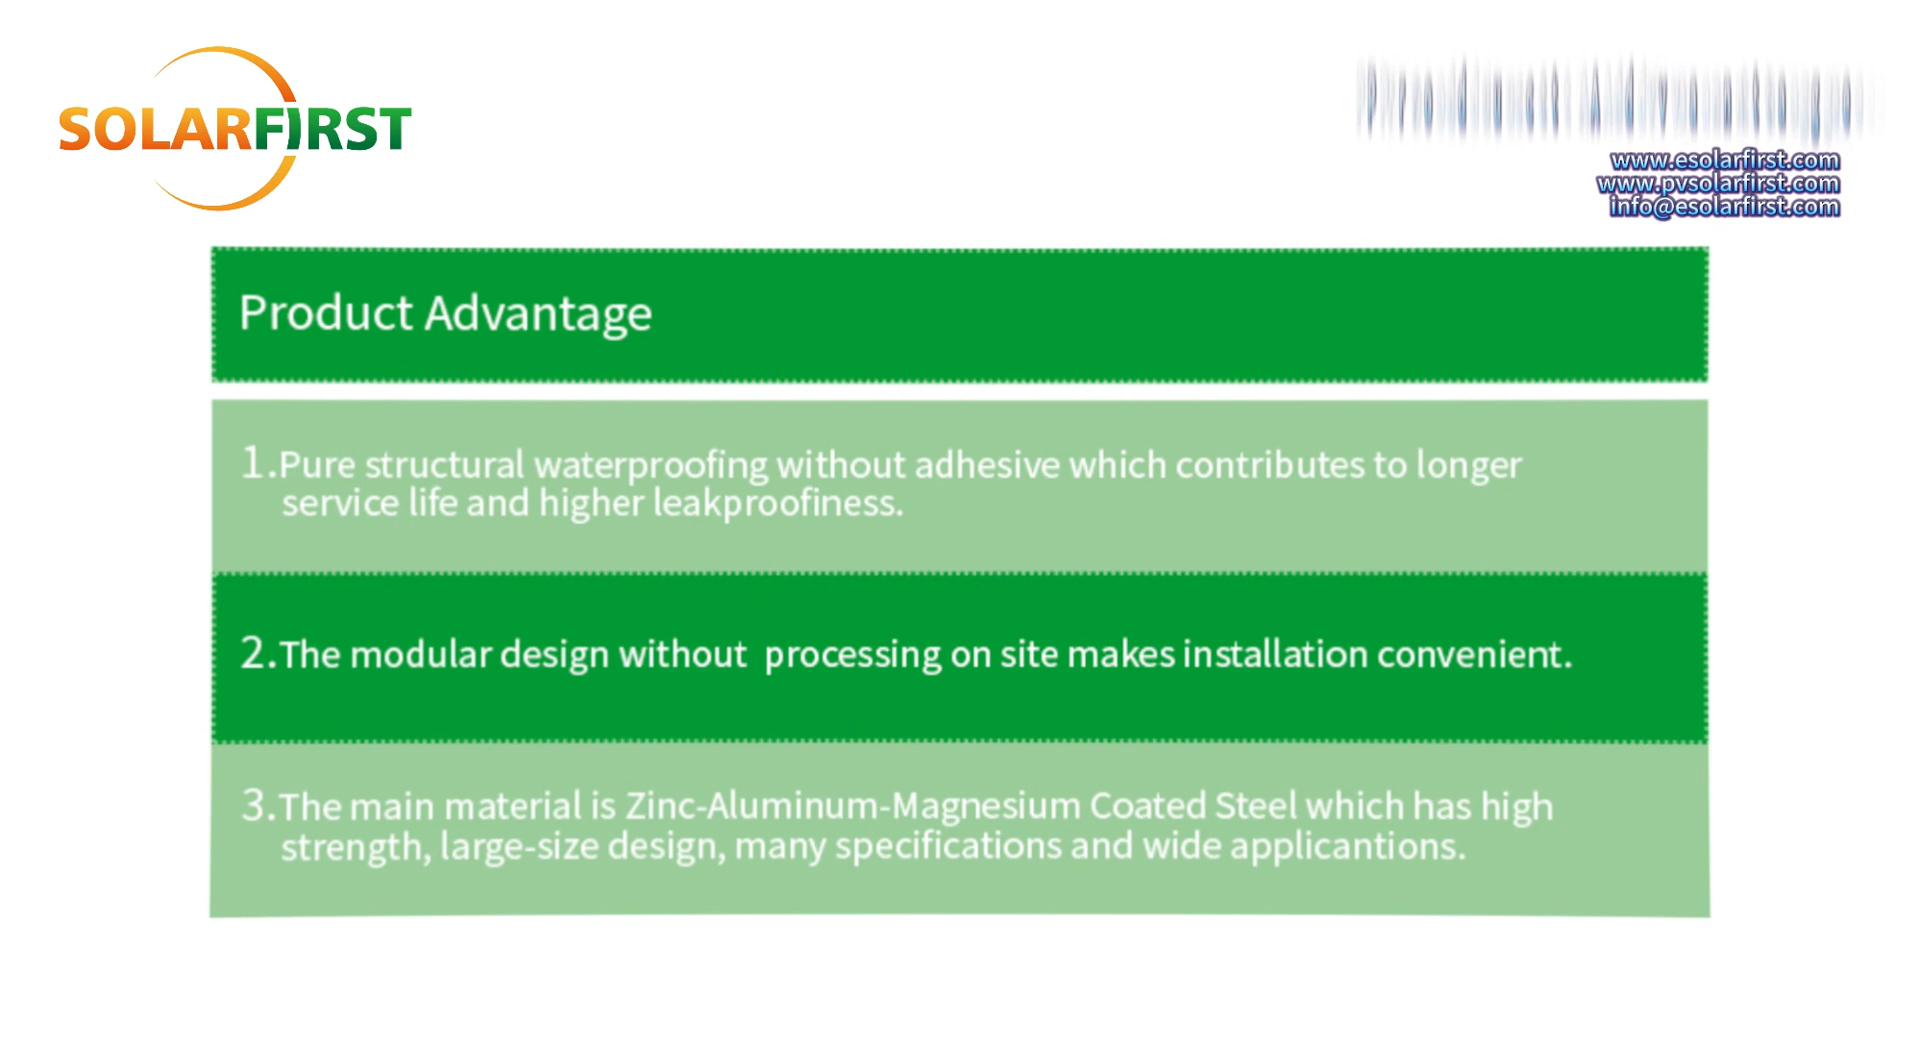 SOLARFIRST
Product Advantage
www.esolarfirst.com
www.pvsolarfirst.com
info@esolarfirst.com
Product Advantage
1.Pure structural waterproofing without adhesive which contributes to longer
service life and higher leakproofiness.
2.The modular design without processing on site makes installation convenient.
3.The main material is Zinc-Aluminum-Magnesium Coated Steel which has high
strength, large-size design, many specifications and wide applicantions.